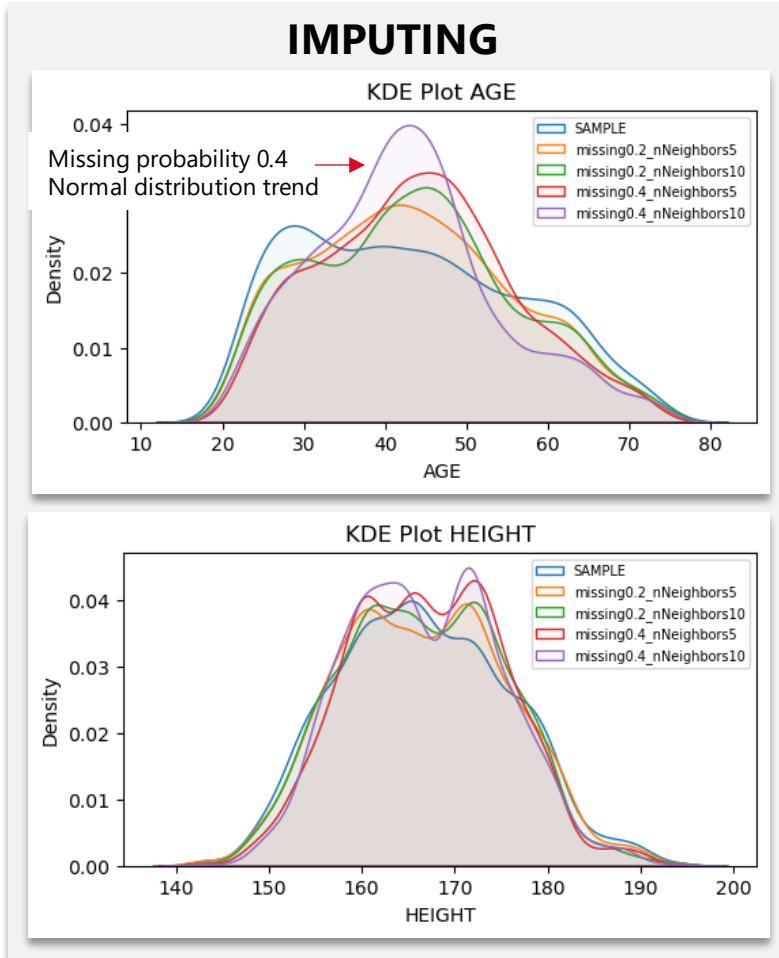 IMPUTING
KDE Plot AGE
0.04
Missing probability 0.4
Normal distribution trend
SAMPLE
missing0.2_nNeighbors5
missing0.2_nNeighbors10
missing0.4_nNeighbors5
missing0.4_nNeighbors10
Density
0.02
0.01
0.00
10 20 30 40 50 60 70 80
AGE
KDE Plot HEIGHT
SAMPLE
missing0.2_nNeighbors5
missing0.2_nNeighbors10
missing0.4_nNeighbors5
missing0.4_nNeighbors10
Density
0.04
0.03
0.02
0.01
0.00
140 150 160 170 180 190 200
HEIGHT